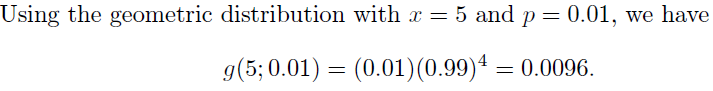 Using the geometric distribution with x = 5 and p = 0.01, we have
g(5; 0.01) = (0.01)(0.99)⁴ = 0.0096.